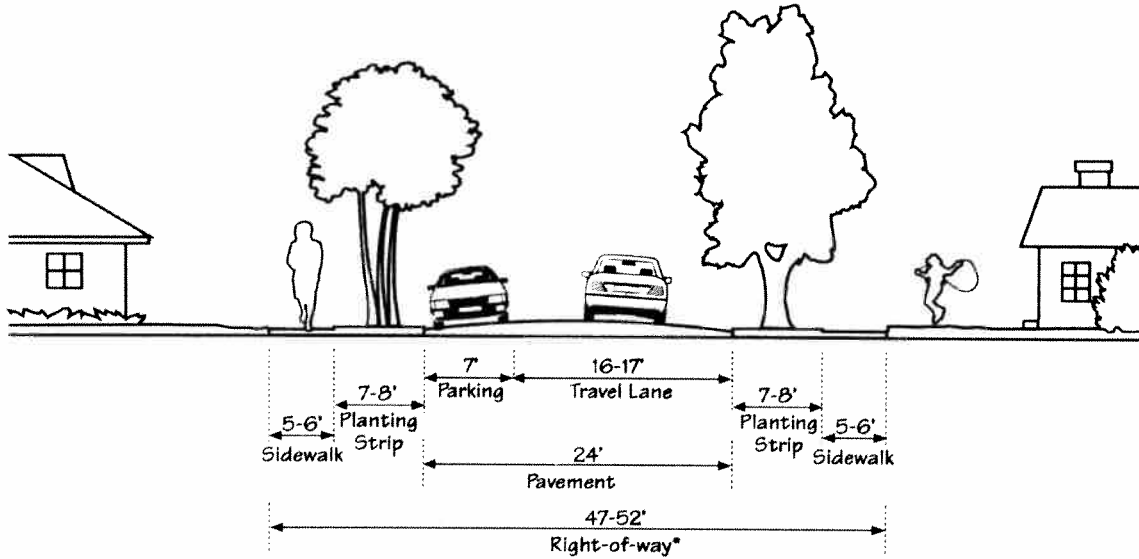 7'
Parking
16-17'
Travel Lane
7-8'
Planting
Strip
7-8'
Planting
Strip
5-6'
Sidewalk
5-6'
Sidewalk
24'
Pavement
47-52'
Right-of-way*